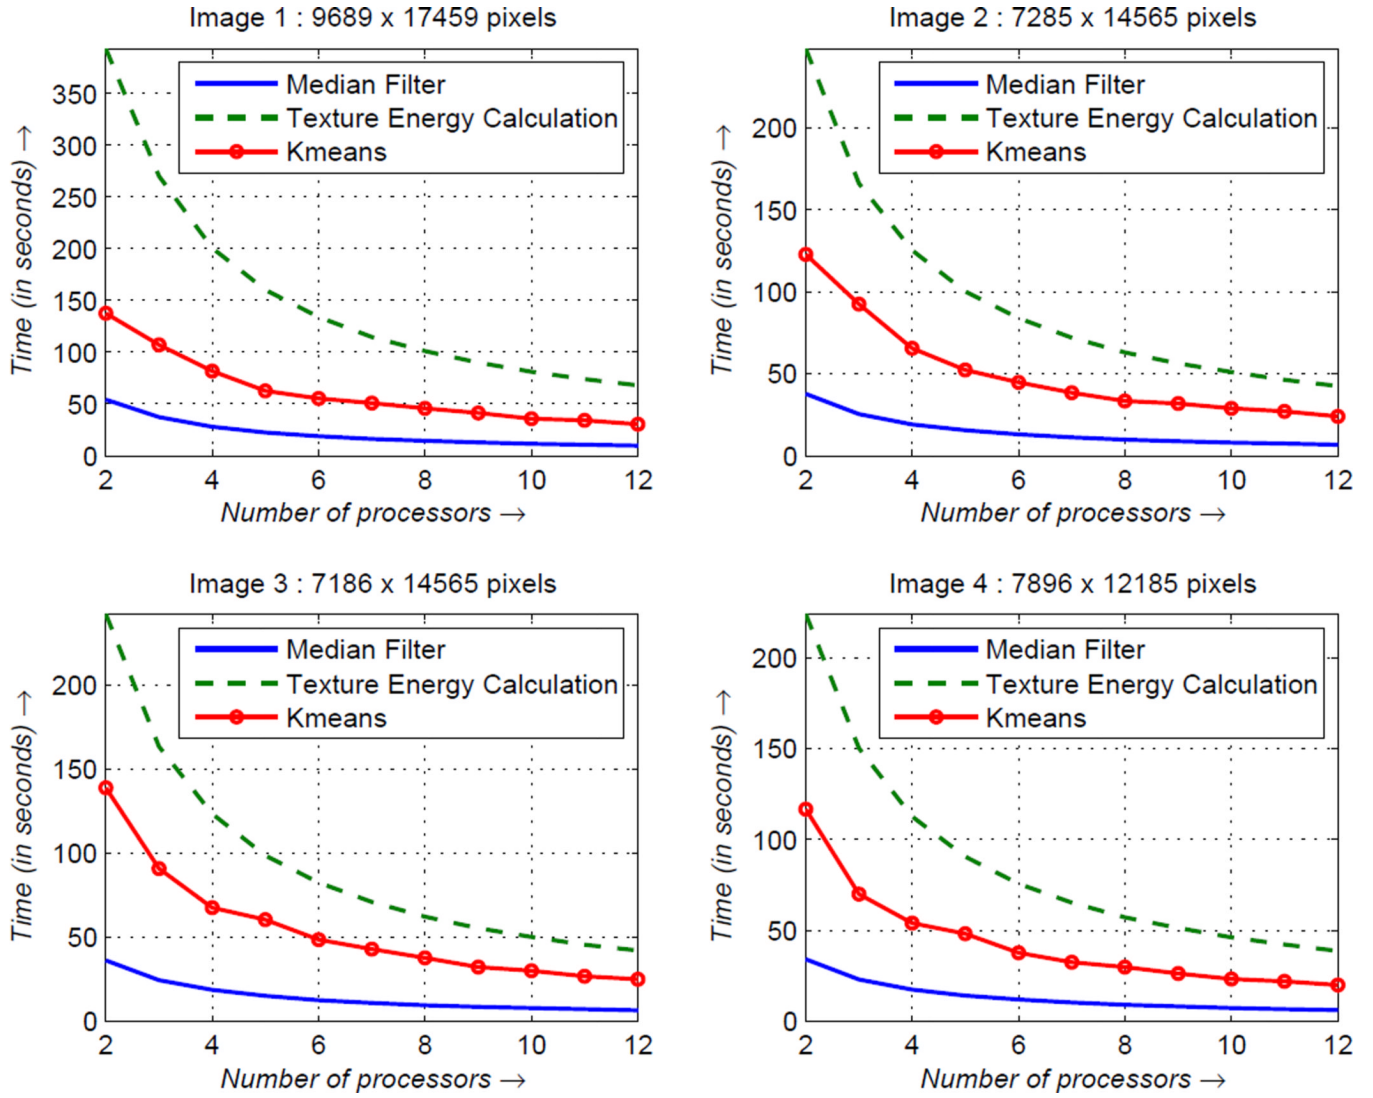 Image 1 : 9689 x 17459 pixels
Median Filter
Texture Energy Calculation
Kmeans
350
300
250
200
150
100
50
0
2 4 6 8 10 12
Time (in seconds) →
Number of processors →
Image 2 : 7285 x 14565 pixels
Median Filter
Texture Energy Calculation
Kmeans
200
150
100
50
0
2 4 6 8 10 12
Time (in seconds) →
Number of processors →
Image 3 : 7186 x 14565 pixels
Median Filter
Texture Energy Calculation
Kmeans
200
150
100
50
0
2 4 6 8 10 12
Time (in seconds) →
Number of processors →
Image 4 : 7896 x 12185 pixels
Median Filter
Texture Energy Calculation
Kmeans
200
150
100
50
0
2 4 6 8 10 12
Time (in seconds) →
Number of processors →